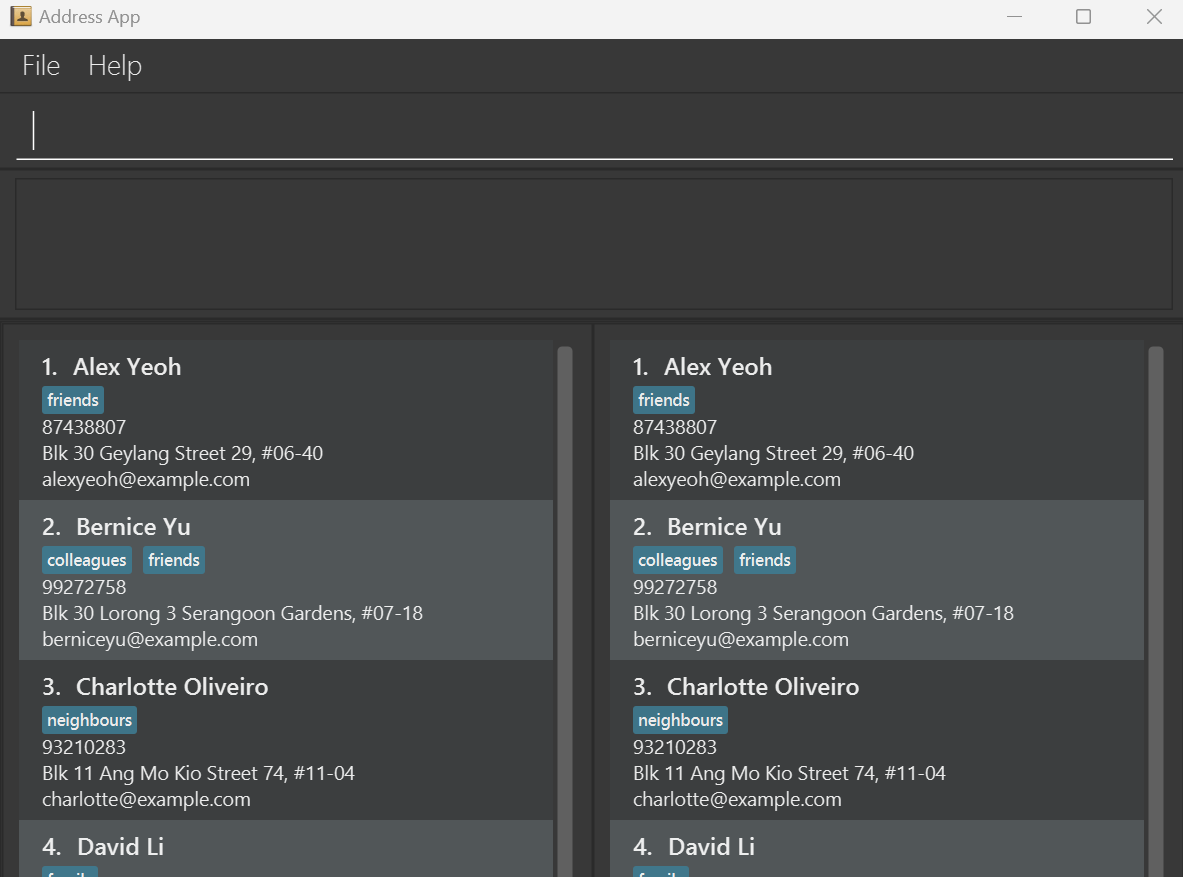 Address App
File Help
1. Alex Yeoh
friends
87438807
Blk 30 Geylang Street 29, #06-40
alexyeoh@example.com
2. Bernice Yu
colleagues friends
99272758
Blk 30 Lorong 3 Serangoon Gardens, #07-18
berniceyu@example.com
3. Charlotte Oliveiro
neighbours
93210283
Blk 11 Ang Mo Kio Street 74, #11-04
charlotte@example.com
4. David Li
1. Alex Yeoh
friends
87438807
Blk 30 Geylang Street 29, #06-40
alexyeoh@example.com
2. Bernice Yu
colleagues friends
99272758
Blk 30 Lorong 3 Serangoon Gardens, #07-18
berniceyu@example.com
3. Charlotte Oliveiro
neighbours
93210283
Blk 11 Ang Mo Kio Street 74, #11-04
charlotte@example.com
4. David Li